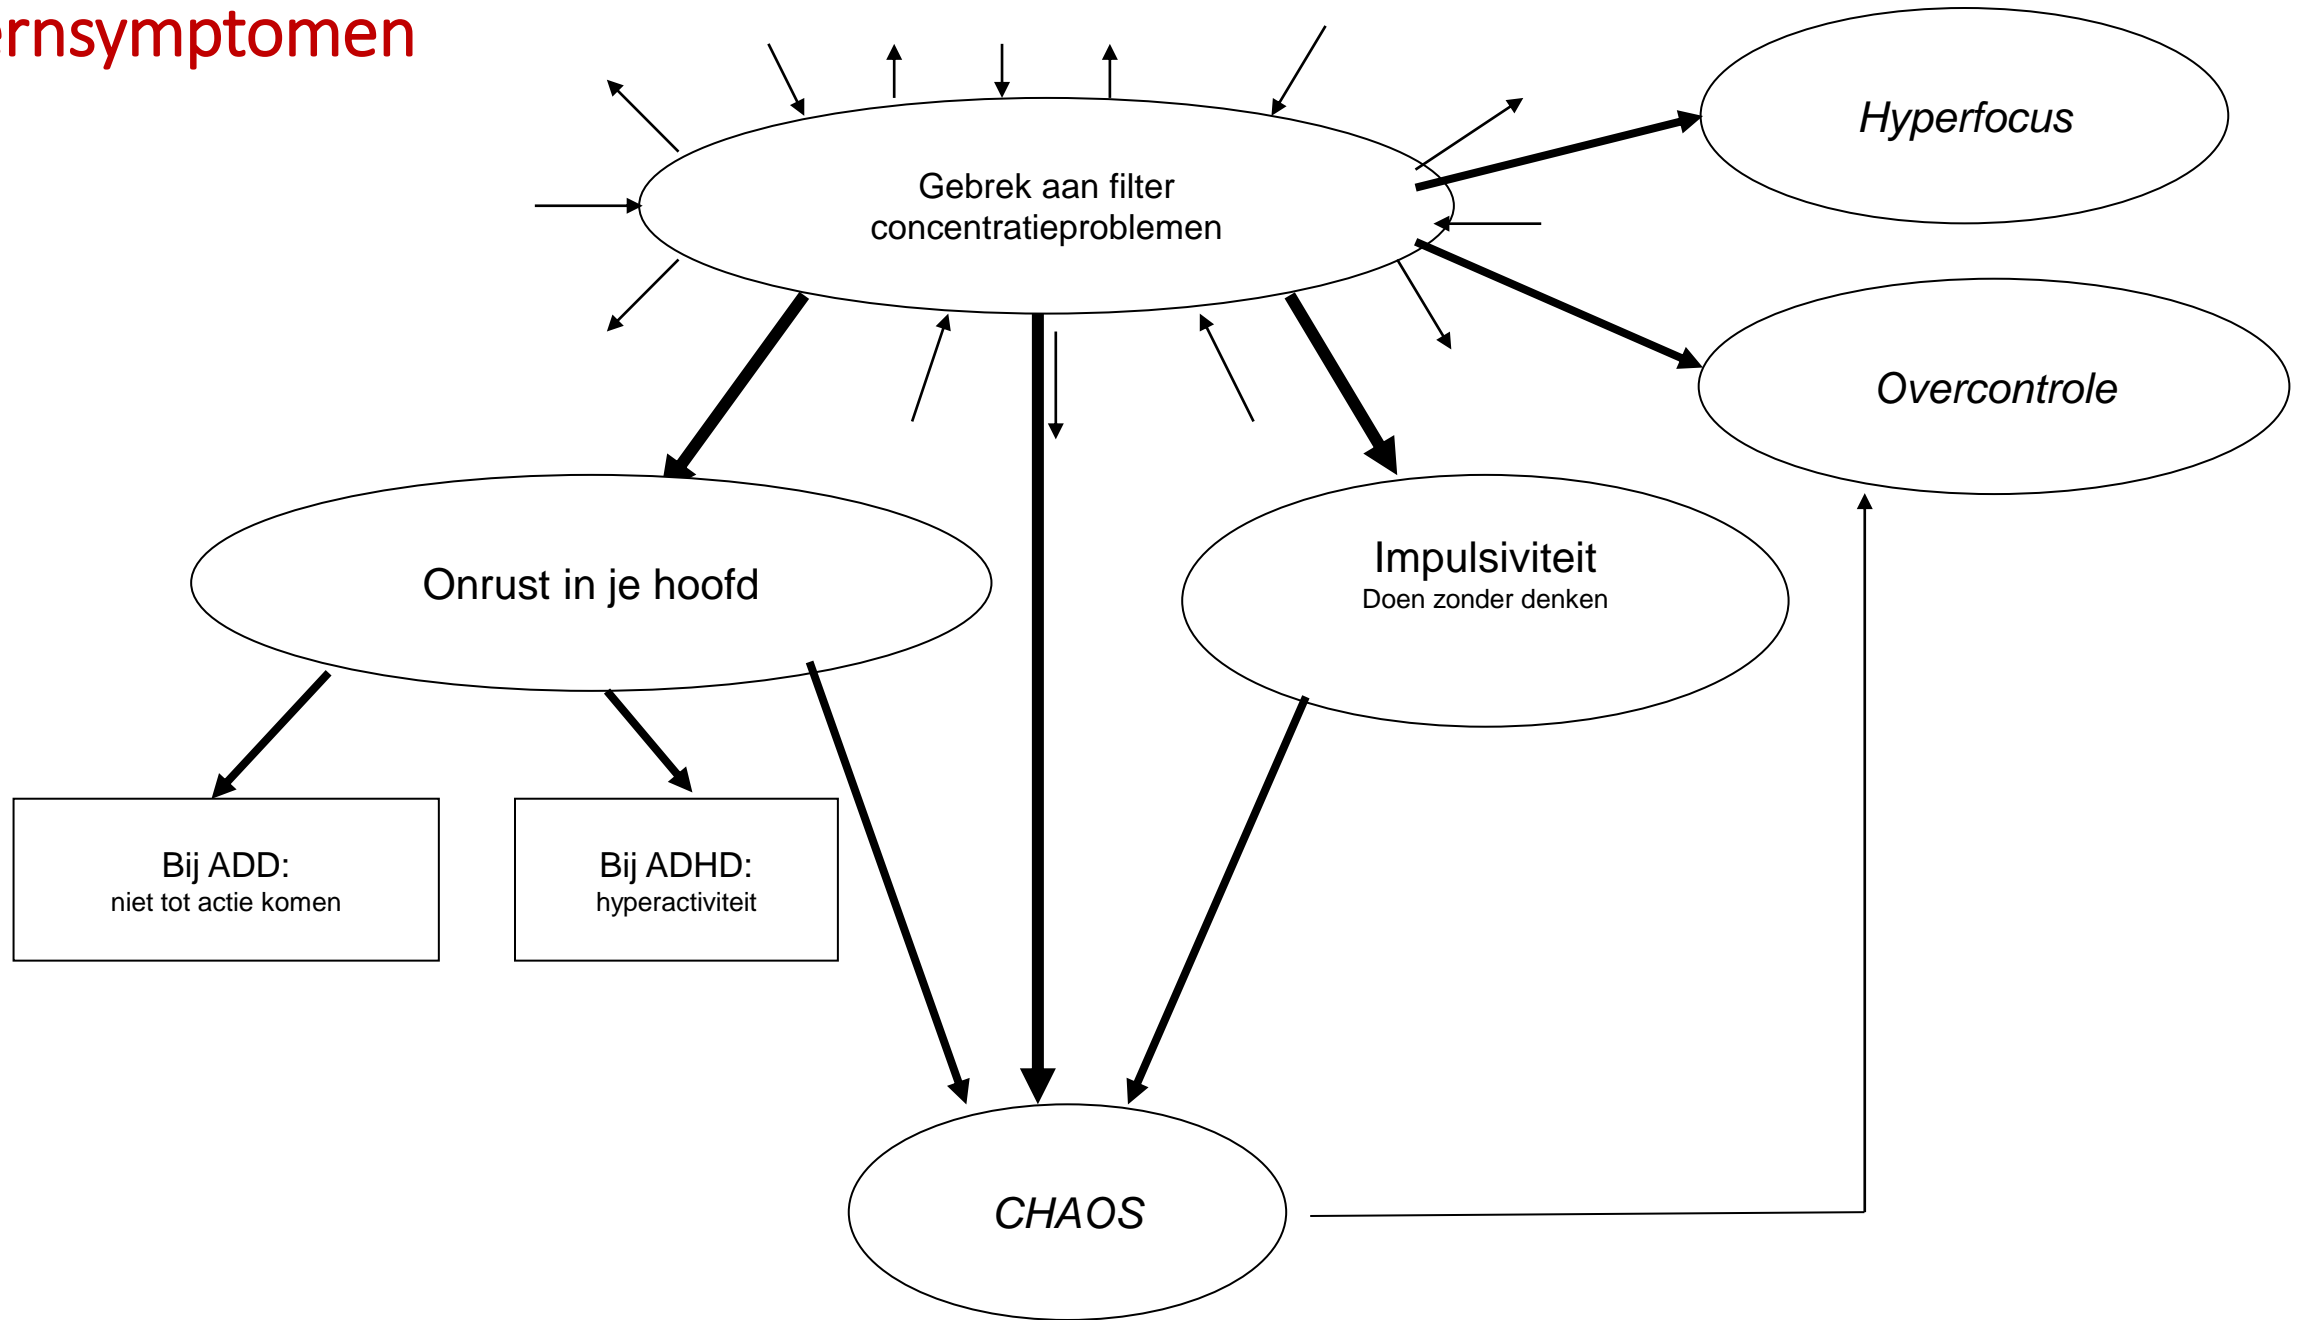 ernsymptomen
Hyperfocus
Gebrek aan filter
concentratieproblemen
Overcontrole
Onrust in je hoofd
Impulsiviteit
Doen zonder denken
Bij ADD:
niet tot actie komen
Bij ADHD:
hyperactiviteit
CHAOS